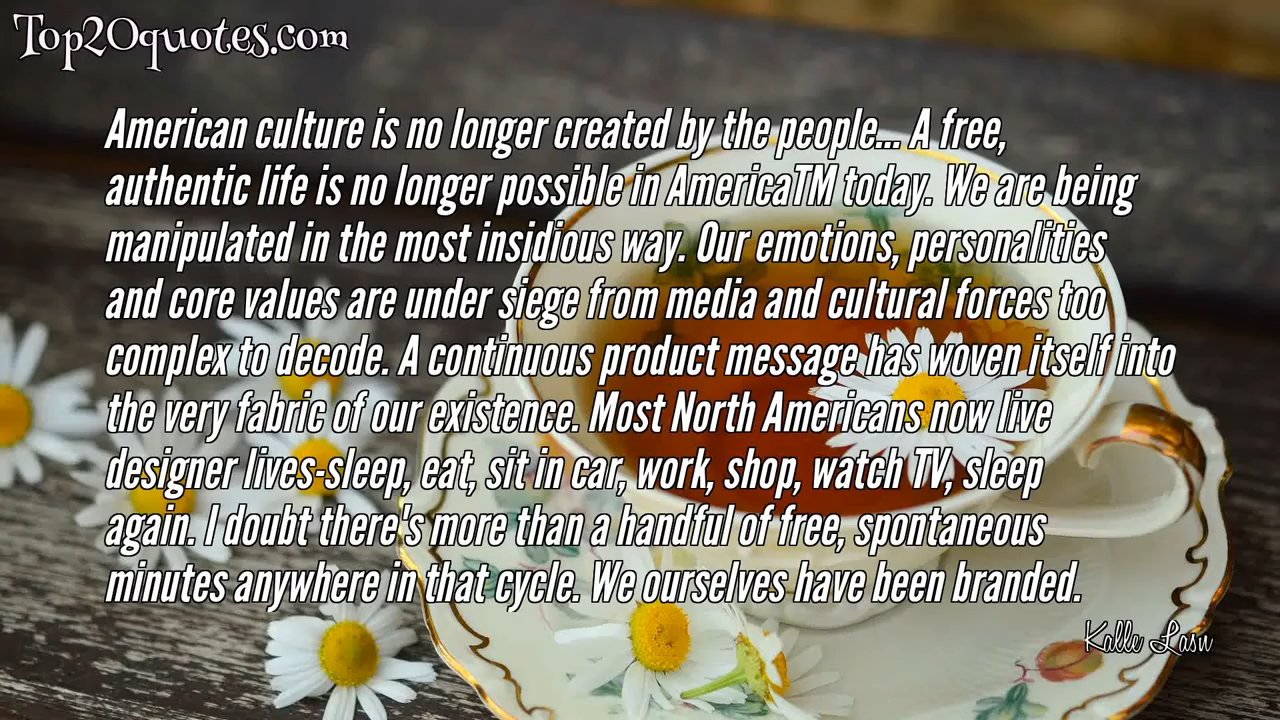 Top20quotes.com
American culture is no longer created by the people... A free,
authentic life is no longer possible in AmericaTM today. We are being
manipulated in the most insidious way. Our emotions, personalities
and core values are under siege from media and cultural forces too
complex to decode. A continuous product message has woven itself into
the very fabric of our existence. Most North Americans now live
designer lives-sleep, eat, sit in car, work, shop, watch TV, sleep
again. I doubt there's more than a handful of free, spontaneous
minutes anywhere in that cycle. We ourselves have been branded.
Kalle Lasn